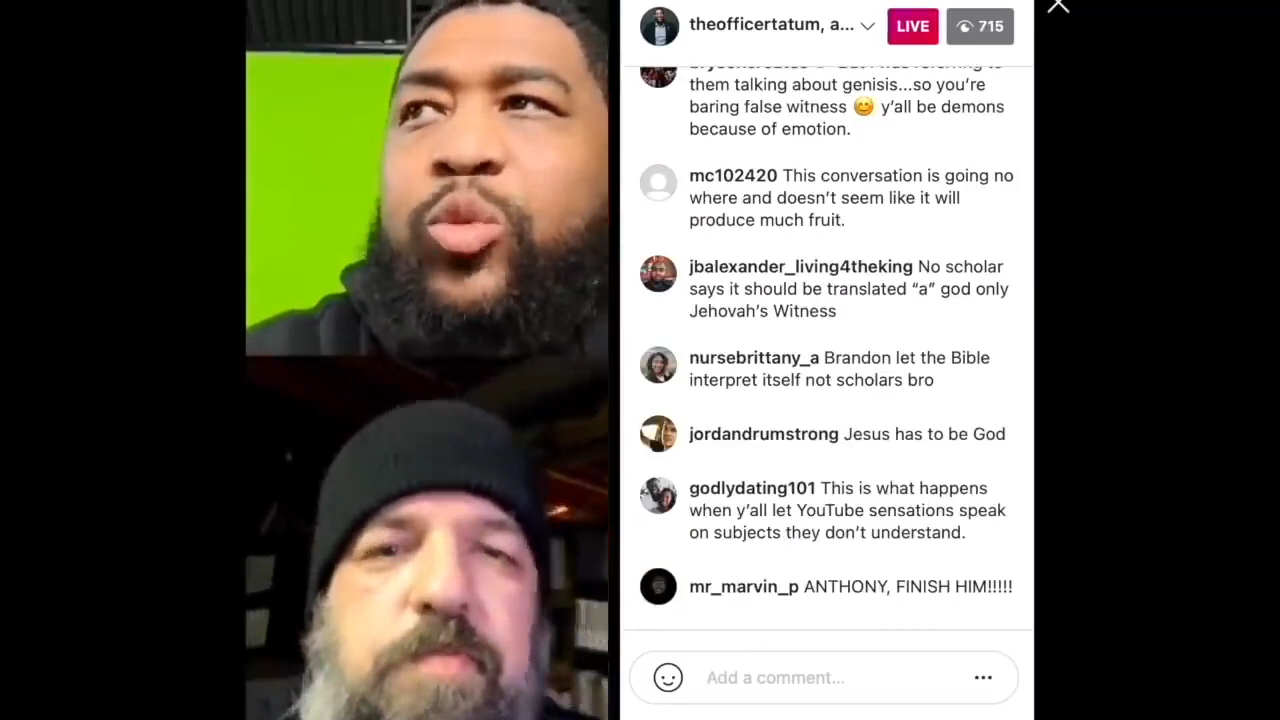 theofficertatum, a...
LIVE
715
them talking about genisis...so you're
baring false witness 😊 y'all be demons
because of emotion.
mc102420 This conversation is going no
where and doesn't seem like it will
produce much fruit.
jbalexander_living4theking No scholar
says it should be translated “a” god only
Jehovah's Witness
nursebrittany_a Brandon let the Bible
interpret itself not scholars bro
jordandrumstrong Jesus has to be God
godlydating101 This is what happens
when y'all let YouTube sensations speak
on subjects they don't understand.
mr_marvin_p ANTHONY, FINISH HIM!!!!!
Add a comment...